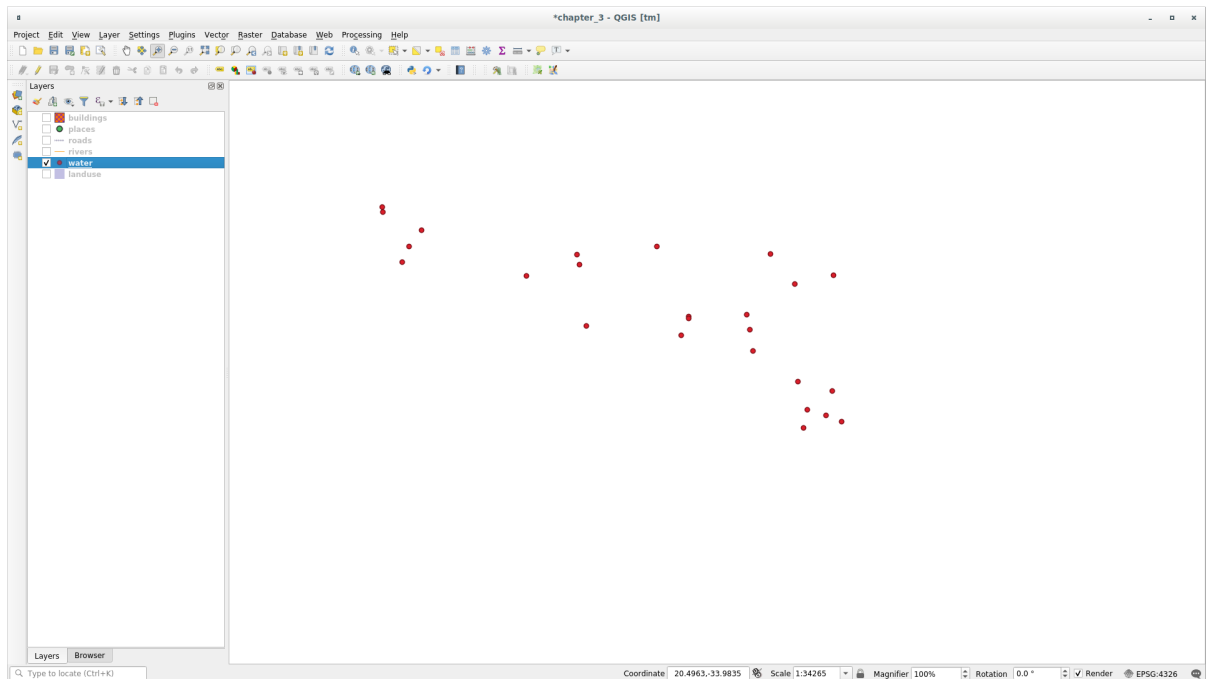 *chapter_3 - QGIS [tm]
Project Edit View Layer Settings Plugins Vector Raster Database Web Processing Help
Layers
buildings
places
roads
rivers
water
landuse
Layers Browser
Type to locate (Ctrl+K) Coordinate 20.4963,-33.9835 Scale 1:34265 Magnifier 100% Rotation 0.0 ° Render EPSG:4326